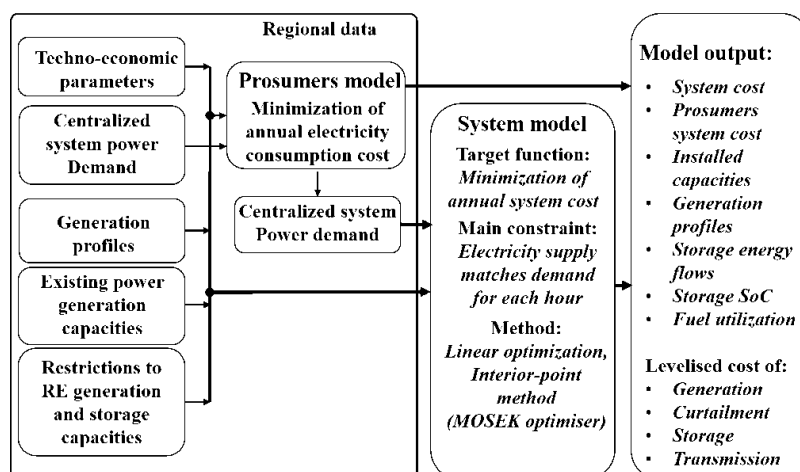 Regional data
Techno-economic
parameters
Centralized
system power
Demand
Generation
profiles
Existing power
generation
capacities
Restrictions to
RE generation
and storage
capacities
Prosumers model
Minimization of
annual electricity
consumption cost
Centralized system
Power demand
System model
Target function:
Minimization of
annual system cost
Main constraint:
Electricity supply
matches demand
for each hour
Method:
Linear optimization,
Interior-point
method
(MOSEK optimiser)
Model output:
• System cost
• Prosumers
system cost
• Installed
capacities
• Generation
profiles
• Storage energy
flows
• Storage SoC
• Fuel utilization
Levelised cost of:
• Generation
• Curtailment
• Storage
• Transmission